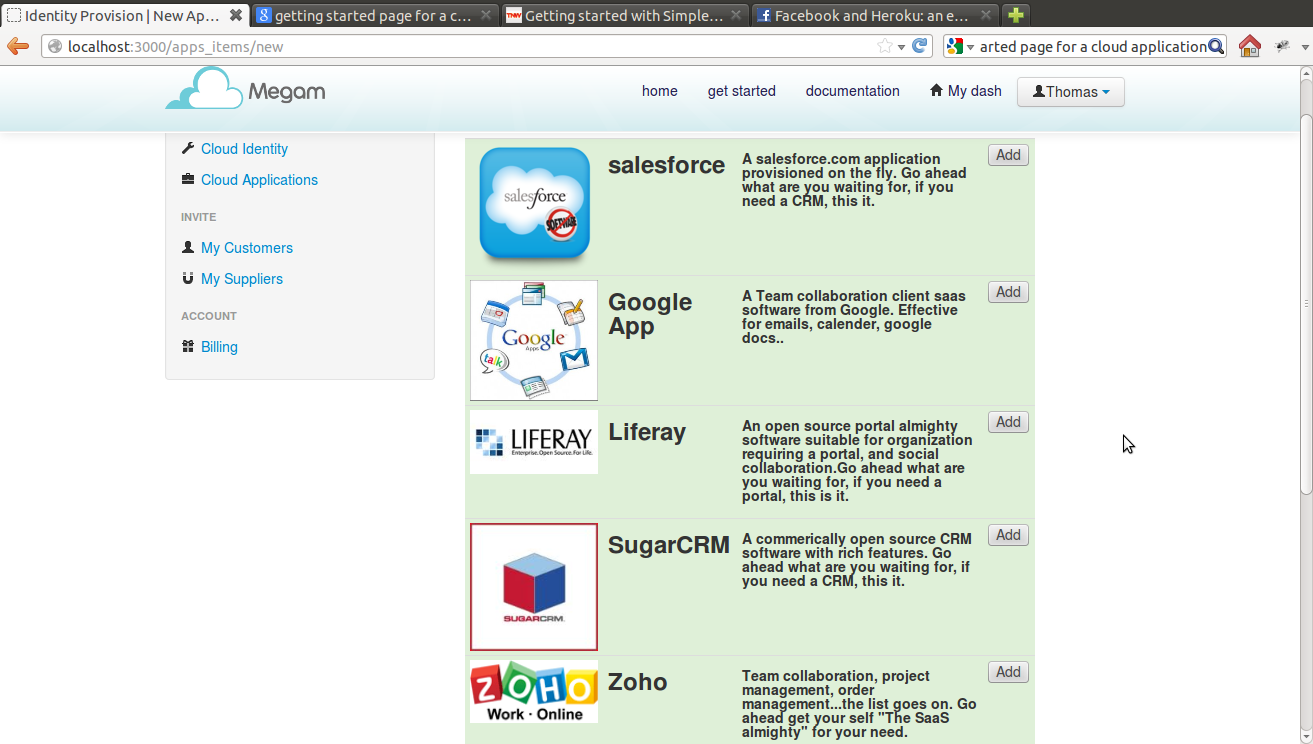 Identity Provision | New Ap...
getting started page for a c...
Getting started with Simple...
Facebook and Heroku: an e...
localhost:3000/apps_items/new
arted page for a cloud application
Megam
home
get started
documentation
My dash
Thomas
Cloud Identity
Cloud Applications
INVITE
My Customers
My Suppliers
ACCOUNT
Billing
salesforce
SOFTWARE
salesforce
A salesforce.com application
provisioned on the fly. Go ahead
what are you waiting for, if you
need a CRM, this it.
Add
Google
Apps
talk
Google
App
A Team collaboration client saas
software from Google. Effective
for emails, calender, google
docs..
Add
LIFERAY
Enterprise. Open Source. For Life.
Liferay
An open source portal almighty
software suitable for organization
requiring a portal, and social
collaboration.Go ahead what are
you waiting for, if you need a
portal, this is it.
Add
SUGARCRM
SugarCRM
A commerically open source CRM
software with rich features. Go
ahead what are you waiting for, if
you need a CRM, this it.
Add
ZOHO
Work · Online
Zoho
Team collaboration, project
management, order
management...the list goes on. Go
ahead get your self "The SaaS
almighty" for your need.
Add